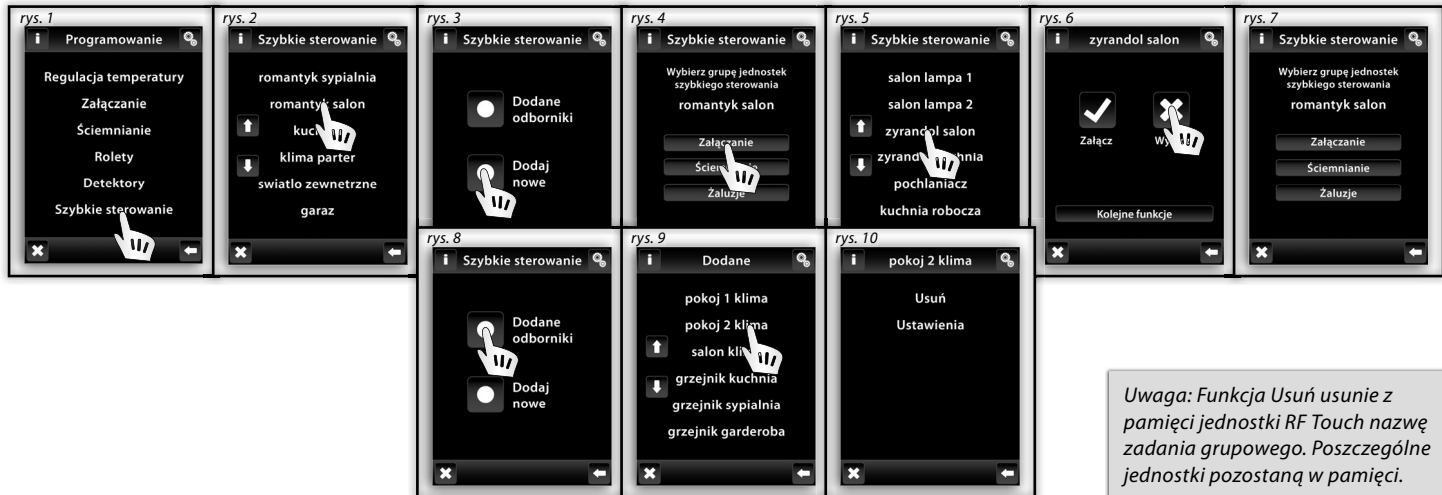 rys. 1
i Programowanie
Regulacja temperatury
Załączanie
Ściemnianie
Rolety
Detektory
Szybkie sterowanie
rys. 2
i Szybkie sterowanie
romantyk sypialnia
romantyk salon
klima parter
swiatlo zewnetrzne
garaz
rys. 3
i Szybkie sterowanie
Dodane
odborniki
Dodaj
nowe
rys. 4
i Szybkie sterowanie
Wybierz grupę jednostek
szybkiego sterowania
romantyk salon
Załączanie
Żaluzje
rys. 5
i Szybkie sterowanie
salon lampa 1
salon lampa 2
zyrandol salon
pochlaniacz
kuchnia robocza
rys. 6
i zyrandol salon
Załącz
Kolejne funkcje
rys. 7
i Szybkie sterowanie
Wybierz grupę jednostek
szybkiego sterowania
romantyk salon
Załączanie
Ściemnianie
Żaluzje
rys. 8
i Szybkie sterowanie
Dodane
odborniki
Dodaj
nowe
rys. 9
i Dodane
pokoj 1 klima
pokoj 2 klima
salon klima
grzejnik kuchnia
grzejnik sypialnia
grzejnik garderoba
rys. 10
i pokoj 2 klima
Usuń
Ustawienia
Uwaga: Funkcja Usuń usunie z
pamięci jednostki RF Touch nazwę
zadania grupowego. Poszczególne
jednostki pozostaną w pamięci.